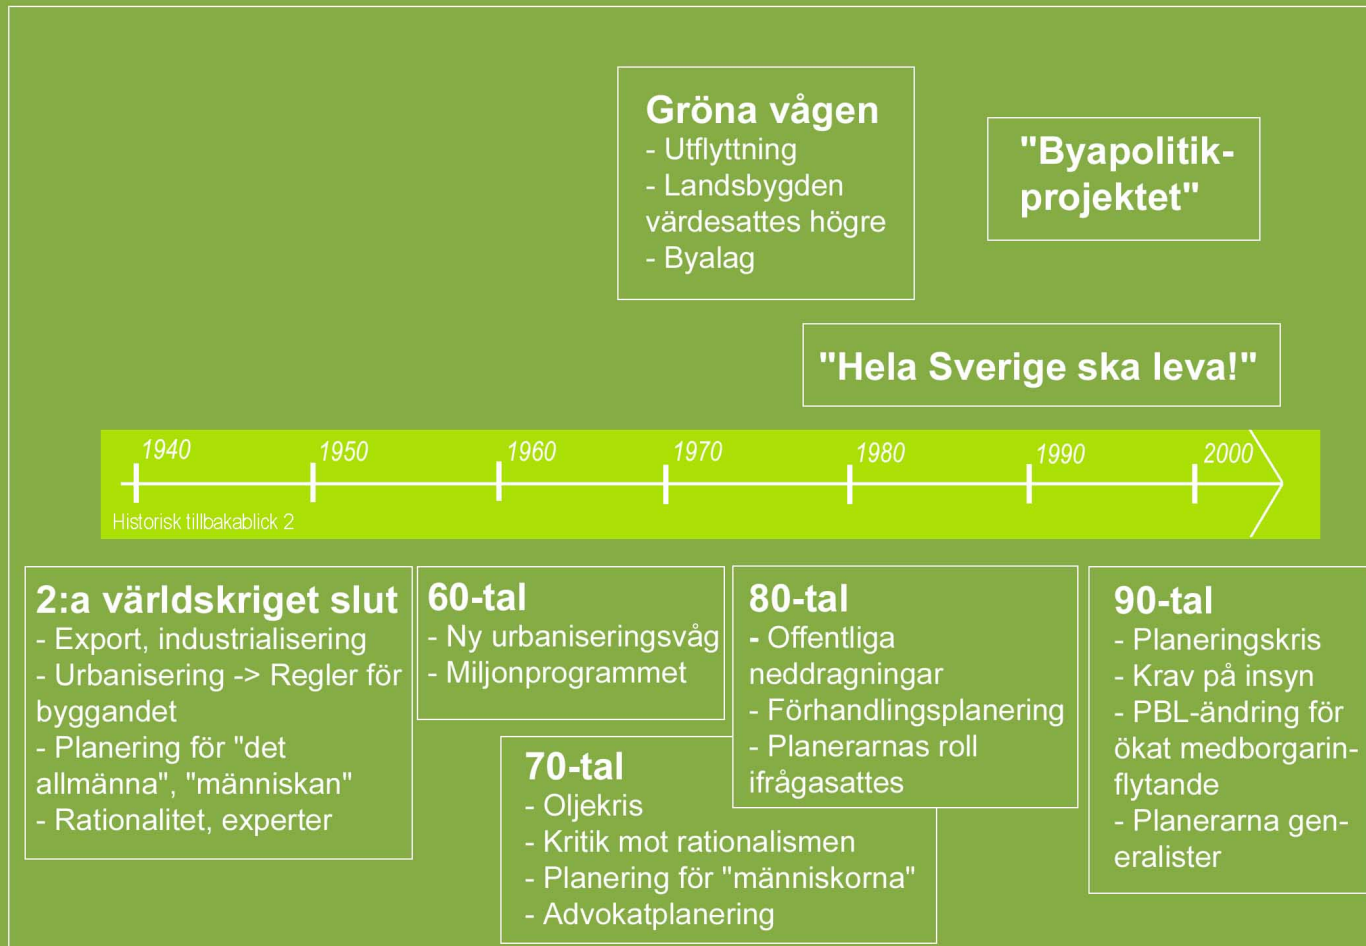 Gröna vågen
- Utflyttning
- Landsbygden
värdesattes högre
- Byalag
"Byapolitik-
projektet"
"Hela Sverige ska leva!"
1940
1950
1960
1970
1980
1990
2000
Historisk tillbakablick 2
2:a världskriget slut
- Export, industrialisering
- Urbanisering -> Regler för
byggandet
- Planering för "det
allmänna", "människan"
- Rationalitet, experter
60-tal
- Ny urbaniseringsvåg
- Miljonprogrammet
70-tal
- Oljekris
- Kritik mot rationalismen
- Planering för "människorna"
- Advokatplanering
80-tal
- Offentliga
neddragningar
- Förhandlingsplanering
- Planerarnas roll
ifrågasattes
90-tal
- Planeringskris
- Krav på insyn
- PBL-ändring för
ökat medborgarin-
flytande
- Planerarna gen-
eralister